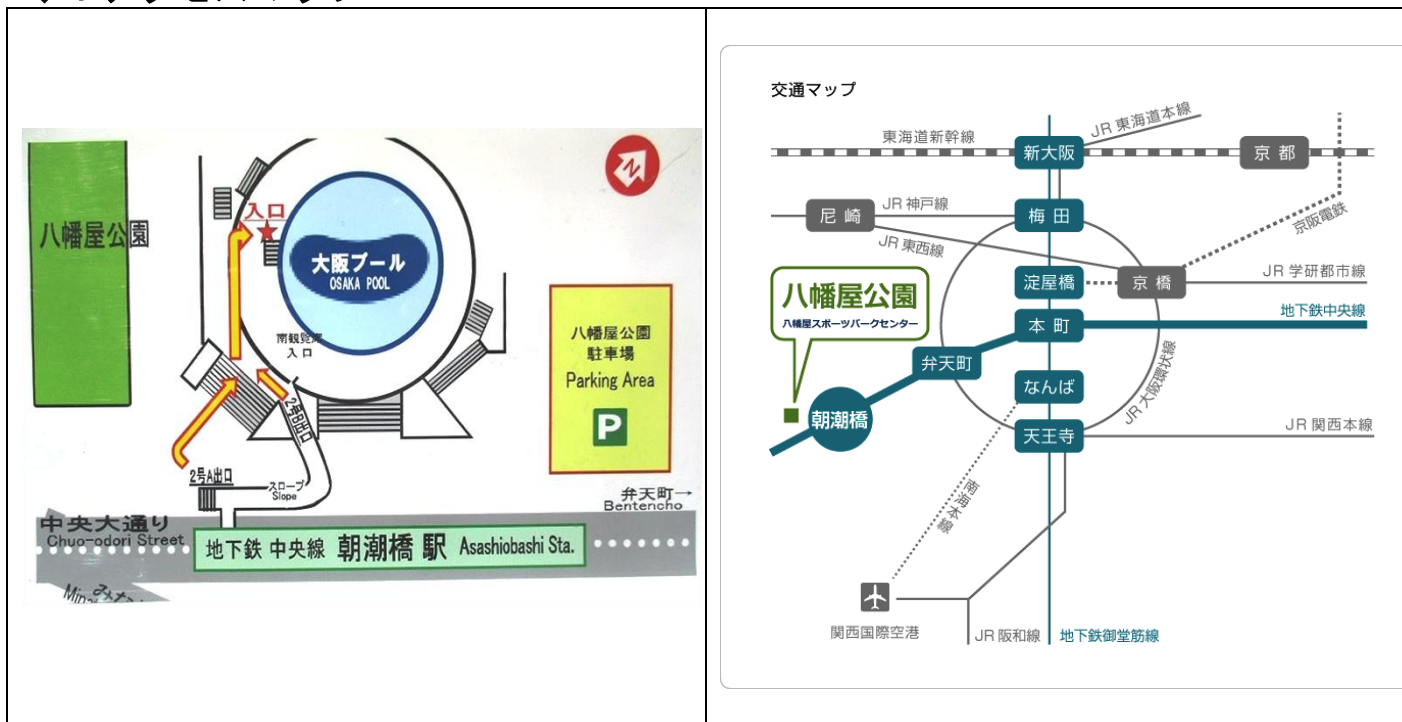 入口
八幡屋公園
大阪プール
OSAKA POOL
南観覧席
入口
八幡屋公園
駐車場
Parking Area
P
2号B出口
2号A出口
スロープ
Slope
弁天町→
Bentencho
中央大通り
Chuo-odori Street
地下鉄 中央線 朝潮橋 駅 Asashiobashi Sta.
N
交通マップ
東海道新幹線
JR 東海道本線
新大阪
京都
尼崎
JR 神戸線
梅田
JR 東西線
京阪電鉄
淀屋橋
京橋
JR 学研都市線
八幡屋公園
八幡屋スポーツパークセンター
本町
地下鉄中央線
弁天町
なんば
JR 大阪環状線
朝潮橋
天王寺
JR 関西本線
南海本線
関西国際空港
JR 阪和線
地下鉄御堂筋線